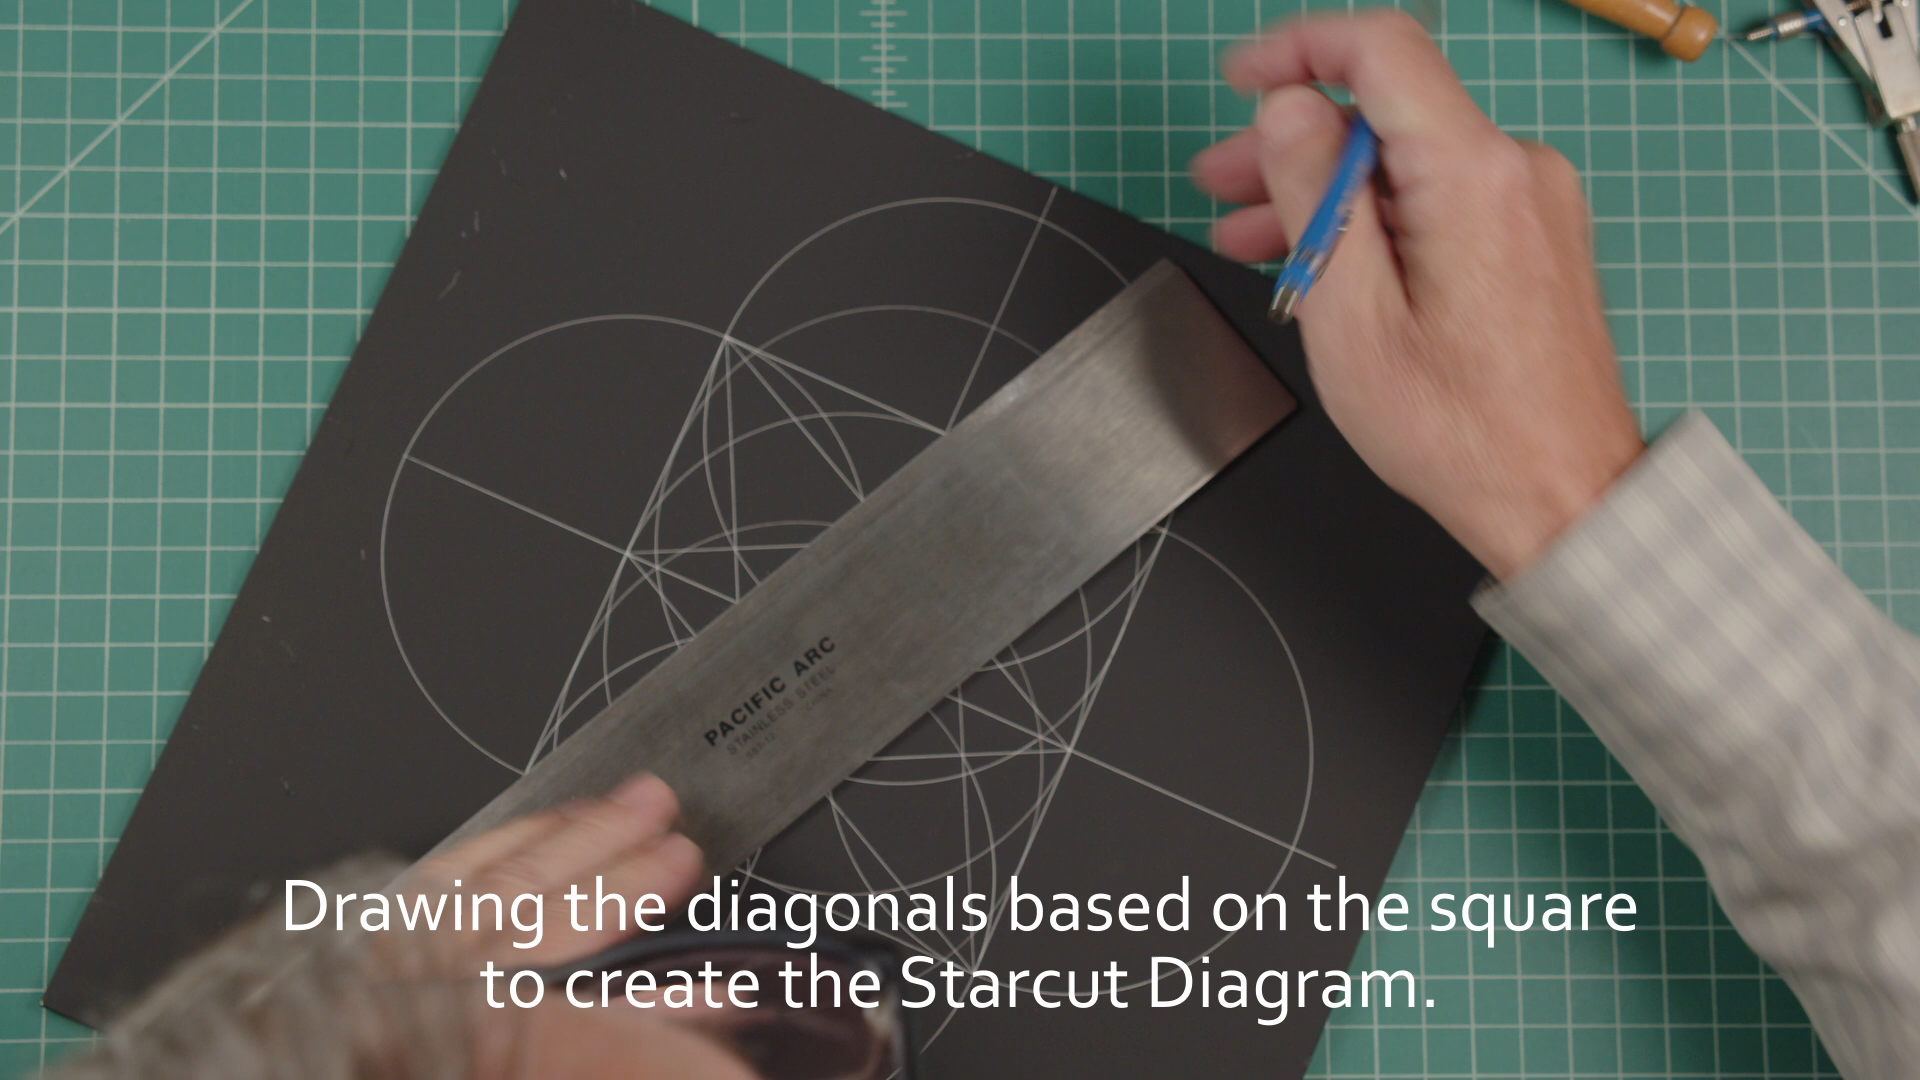 PACIFIC ARC
STAINLESS STEEL
Drawing the diagonals based on the square
to create the Starcut Diagram.